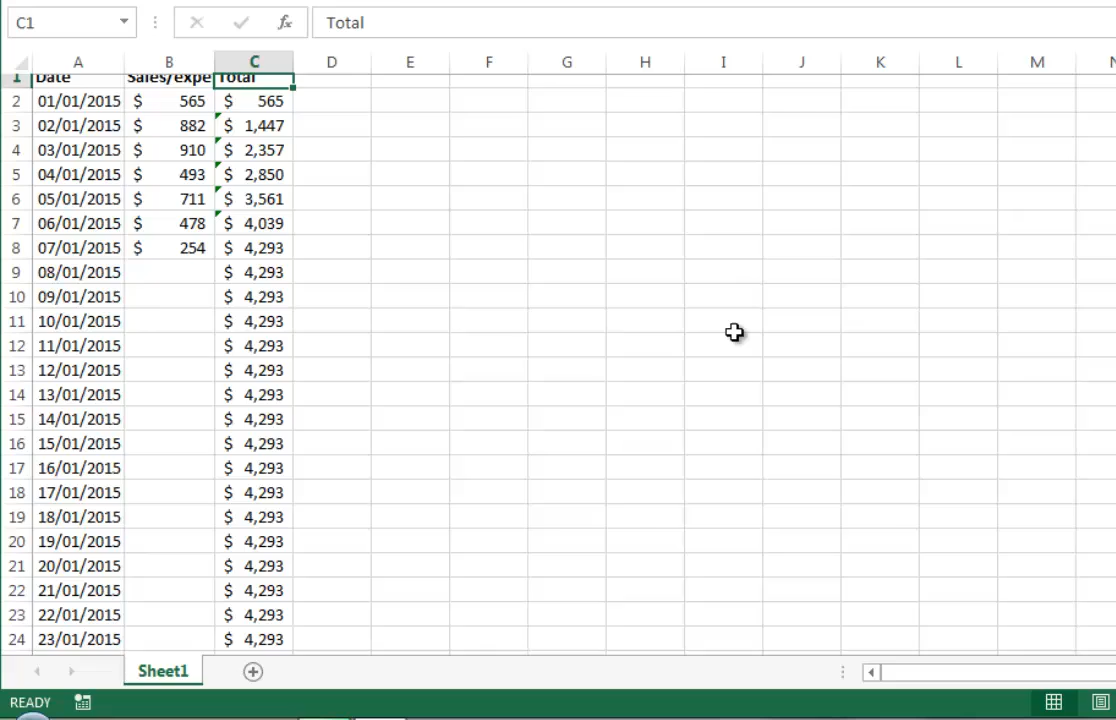 C1 fx Total
A B C D E F G H I J K L M N
1 Date Sales/expe Total
2 01/01/2015 $ 565 $ 565
3 02/01/2015 $ 882 $ 1,447
4 03/01/2015 $ 910 $ 2,357
5 04/01/2015 $ 493 $ 2,850
6 05/01/2015 $ 711 $ 3,561
7 06/01/2015 $ 478 $ 4,039
8 07/01/2015 $ 254 $ 4,293
9 08/01/2015 $ 4,293
10 09/01/2015 $ 4,293
11 10/01/2015 $ 4,293
12 11/01/2015 $ 4,293
13 12/01/2015 $ 4,293
14 13/01/2015 $ 4,293
15 14/01/2015 $ 4,293
16 15/01/2015 $ 4,293
17 16/01/2015 $ 4,293
18 17/01/2015 $ 4,293
19 18/01/2015 $ 4,293
20 19/01/2015 $ 4,293
21 20/01/2015 $ 4,293
22 21/01/2015 $ 4,293
23 22/01/2015 $ 4,293
24 23/01/2015 $ 4,293
Sheet1
READY